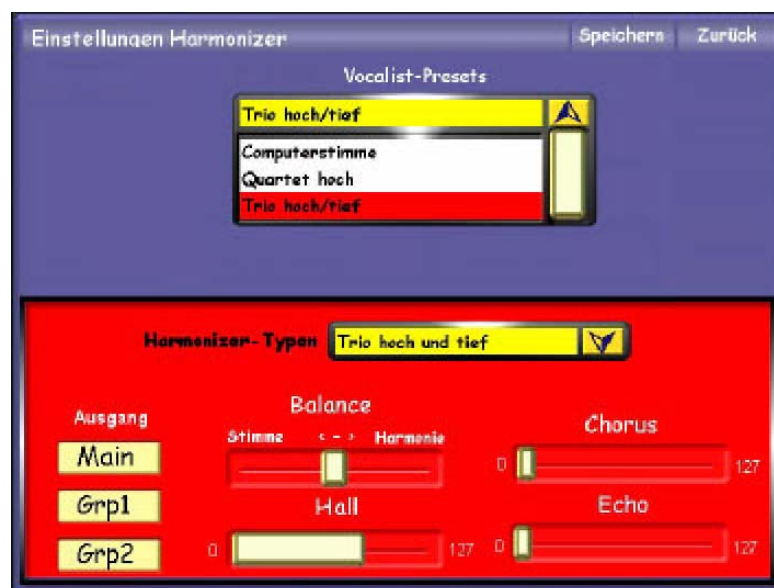 Einstellungen Harmonizer Speichern Zurück
Vocalist-Presets
Trio hoch/tief
Computerstimme
Quartet hoch
Trio hoch/tief
Harmonizer-Typen Trio hoch und tief
Ausgang
Main
Grp1
Grp2
Balance
Stimme < - > Harmonie
Hall
0 127
Chorus
0 127
Echo
0 127